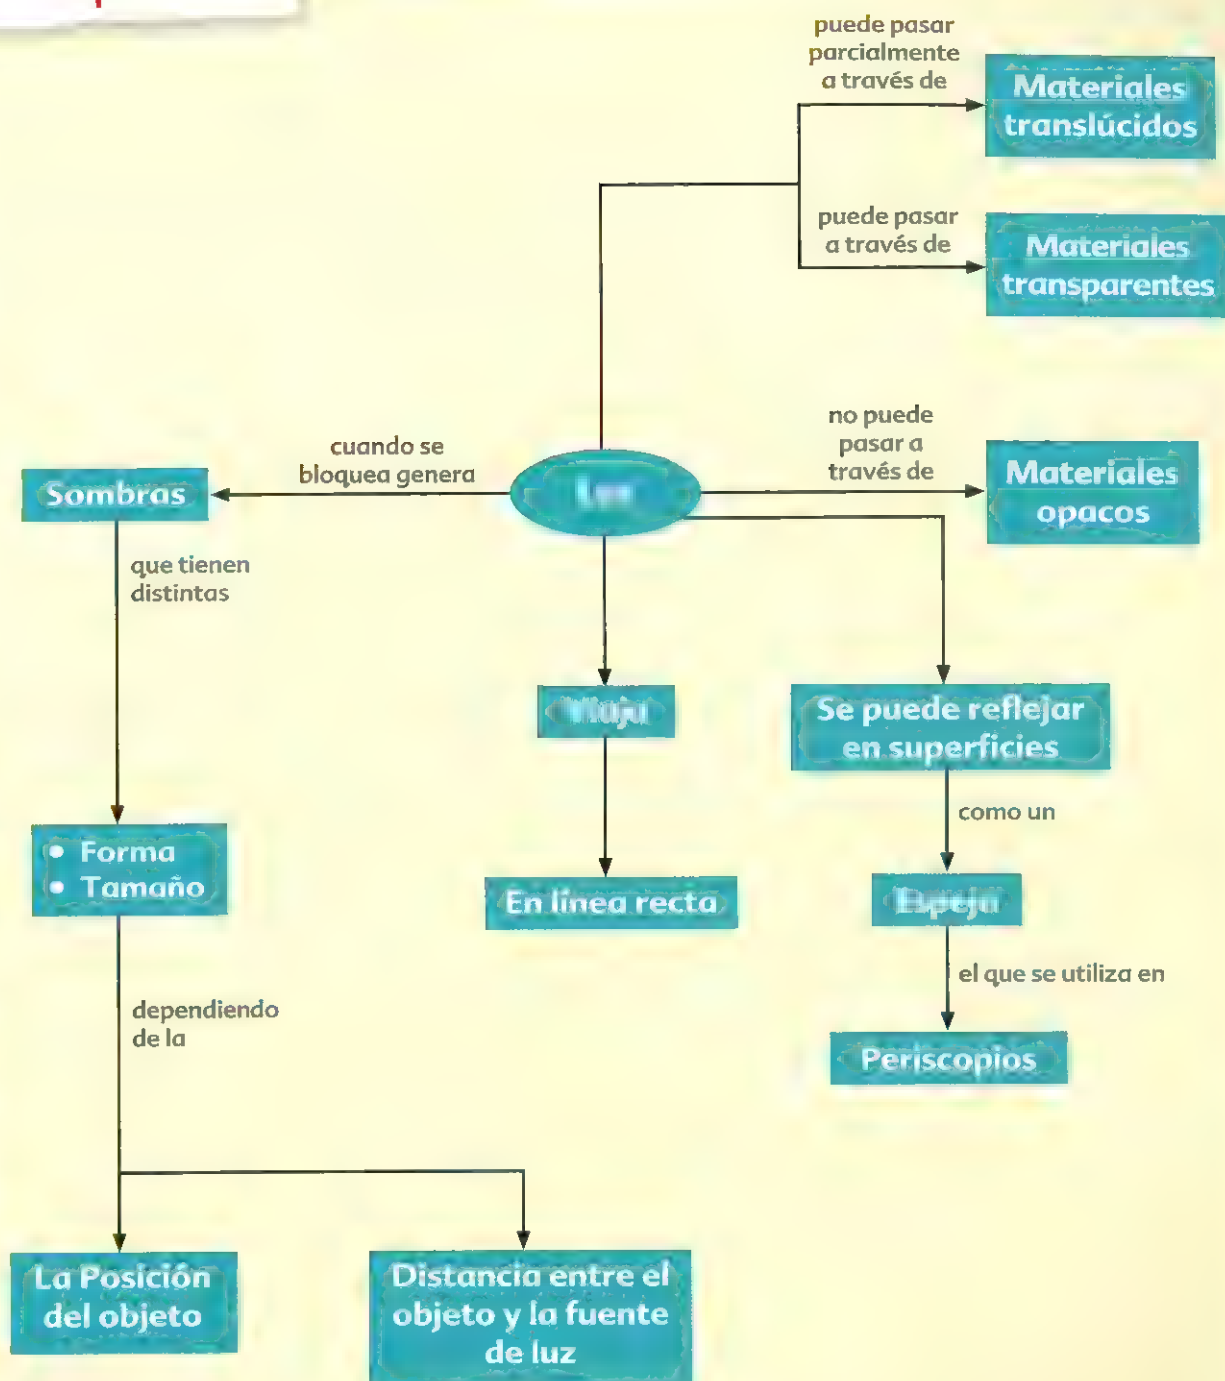 puede pasar
parcialmente
a través de
Materiales
translúcidos
puede pasar
a través de
Materiales
transparentes
no puede
pasar a
través de
Materiales
opacos
cuando se
bloquea genera
Sombras
que tienen
distintas
Se puede reflejar
en superficies
como un
• Forma
• Tamaño
En línea recta
el que se utiliza en
Periscopios
dependiendo
de la
La Posición
del objeto
Distancia entre el
objeto y la fuente
de luz